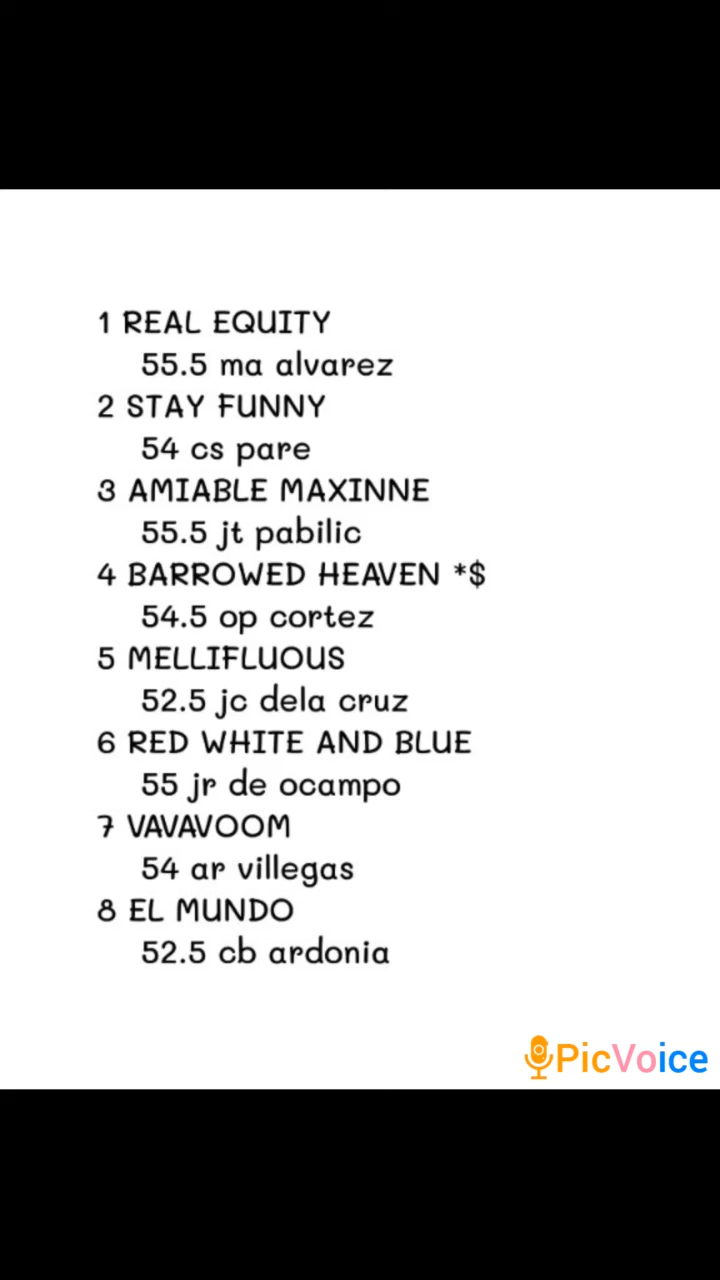 1 REAL EQUITY
55.5 ma alvarez
2 STAY FUNNY
54 cs pare
3 AMIABLE MAXINNE
55.5 jt pabilic
4 BARROWED HEAVEN *$
54.5 op cortez
5 MELLIFLUOUS
52.5 jc dela cruz
6 RED WHITE AND BLUE
55 jr de ocampo
7 VAVAVOOM
54 ar villegas
8 EL MUNDO
52.5 cb ardonia
PicVoice